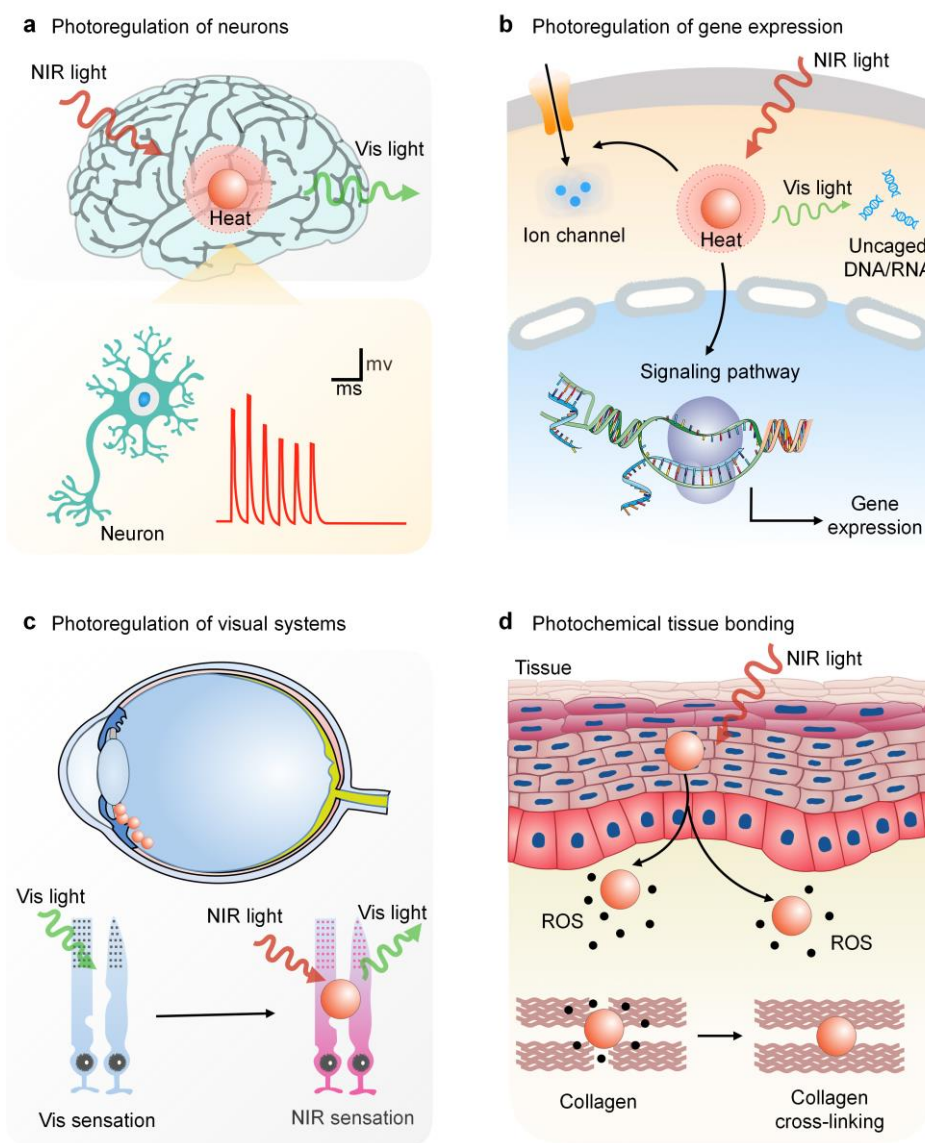 a Photoregulation of neurons
NIR light
Vis light
Heat
mv
ms
Neuron
b Photoregulation of gene expression
NIR light
Vis light
Ion channel
Heat
Uncaged
DNA/RNA
Signaling pathway
Gene
expression
c Photoregulation of visual systems
Vis light
NIR light
Vis light
Vis sensation
NIR sensation
d Photochemical tissue bonding
Tissue
NIR light
ROS
ROS
Collagen
Collagen
cross-linking